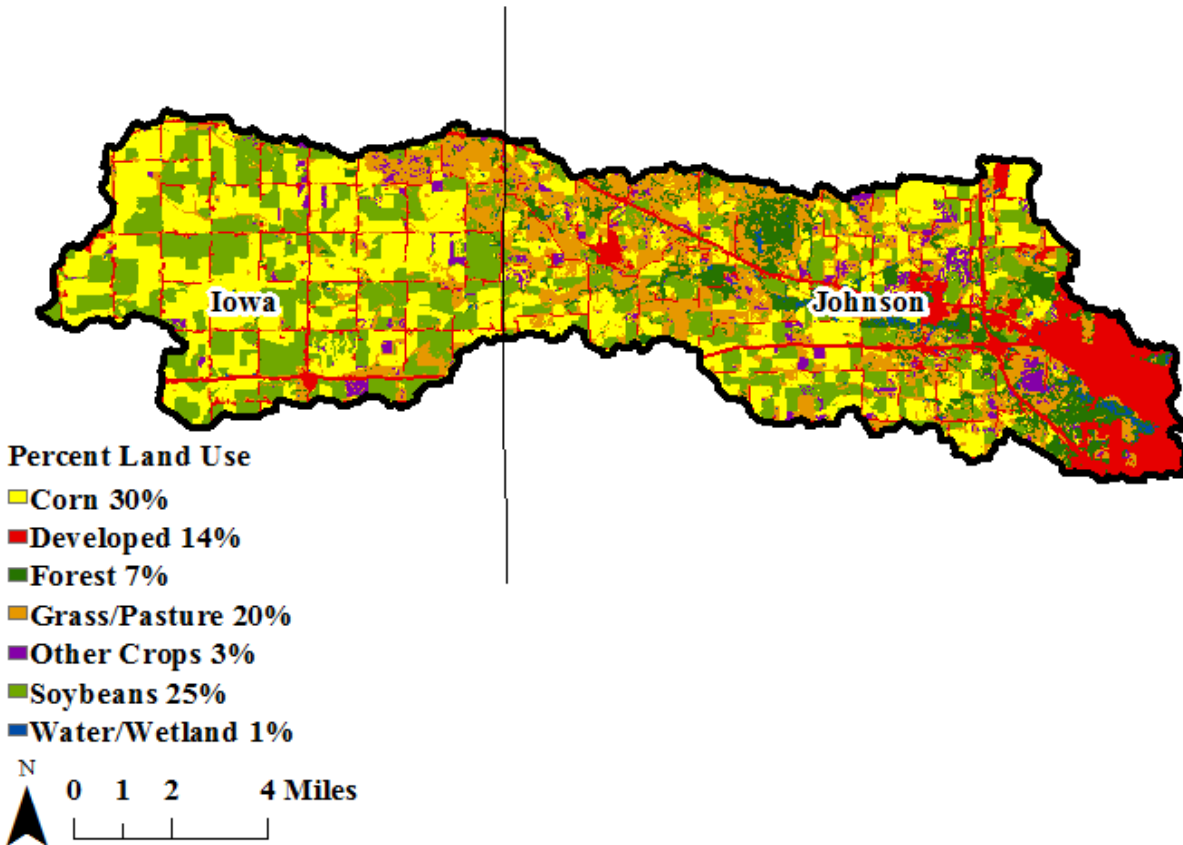 Iowa
Johnson
Percent Land Use
Corn 30%
Developed 14%
Forest 7%
Grass/Pasture 20%
Other Crops 3%
Soybeans 25%
Water/Wetland 1%
N
0 1 2 4 Miles